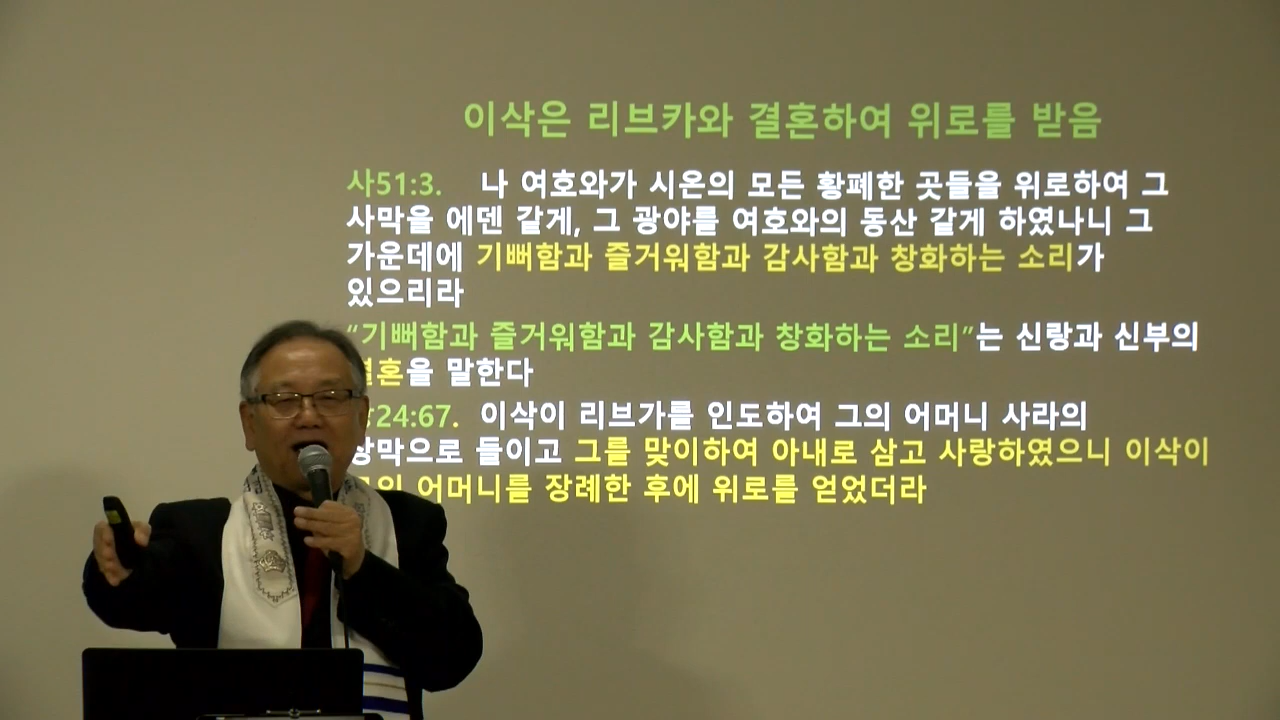 이삭은 리브카와 결혼하여 위로를 받음
사51:3. 나 여호와가 시온의 모든 황폐한 곳들을 위로하여 그
사막을 에덴 같게, 그 광야를 여호와의 동산 같게 하였나니 그
가운데에 기뻐함과 즐거워함과 감사함과 창화하는 소리가
있으리라
“기뻐함과 즐거워함과 감사함과 창화하는 소리”는 신랑과 신부의
결혼을 말한다
24:67. 이삭이 리브가를 인도하여 그의 어머니 사라의
장막으로 들이고 그를 맞이하여 아내로 삼고 사랑하였으니 이삭이
어머니를 장례한 후에 위로를 얻었더라